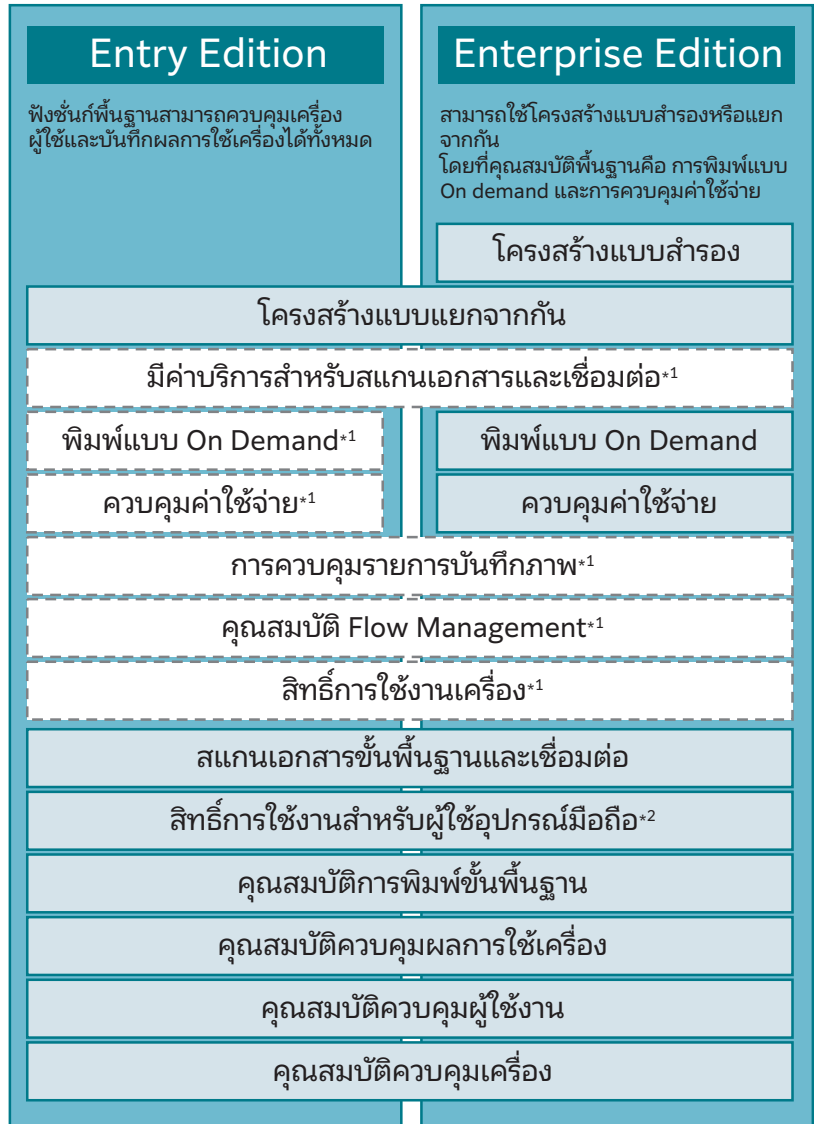 Entry Edition
ฟังชั่นก์พื้นฐานสามารถควบคุมเครื่อง
ผู้ใช้และบันทึกผลการใช้เครื่องได้ทั้งหมด
Enterprise Edition
สามารถใช้โครงสร้างแบบสำรองหรือแยก
จากกัน
โดยที่คุณสมบัติพื้นฐานคือ การพิมพ์แบบ
On demand และการควบคุมค่าใช้จ่าย
โครงสร้างแบบสำรอง
โครงสร้างแบบแยกจากกัน
มีค่าบริการสำหรับสแกนเอกสารและเชื่อมต่อ*1
พิมพ์แบบ On Demand*1
พิมพ์แบบ On Demand
ควบคุมค่าใช้จ่าย*1
ควบคุมค่าใช้จ่าย
การควบคุมรายการบันทึกภาพ*1
คุณสมบัติ Flow Management*1
สิทธิ์การใช้งานเครื่อง*1
สแกนเอกสารขั้นพื้นฐานและเชื่อมต่อ
สิทธิ์การใช้งานสำหรับผู้ใช้อุปกรณ์มือถือ*2
คุณสมบัติการพิมพ์ขั้นพื้นฐาน
คุณสมบัติควบคุมผลการใช้เครื่อง
คุณสมบัติควบคุมผู้ใช้งาน
คุณสมบัติควบคุมเครื่อง